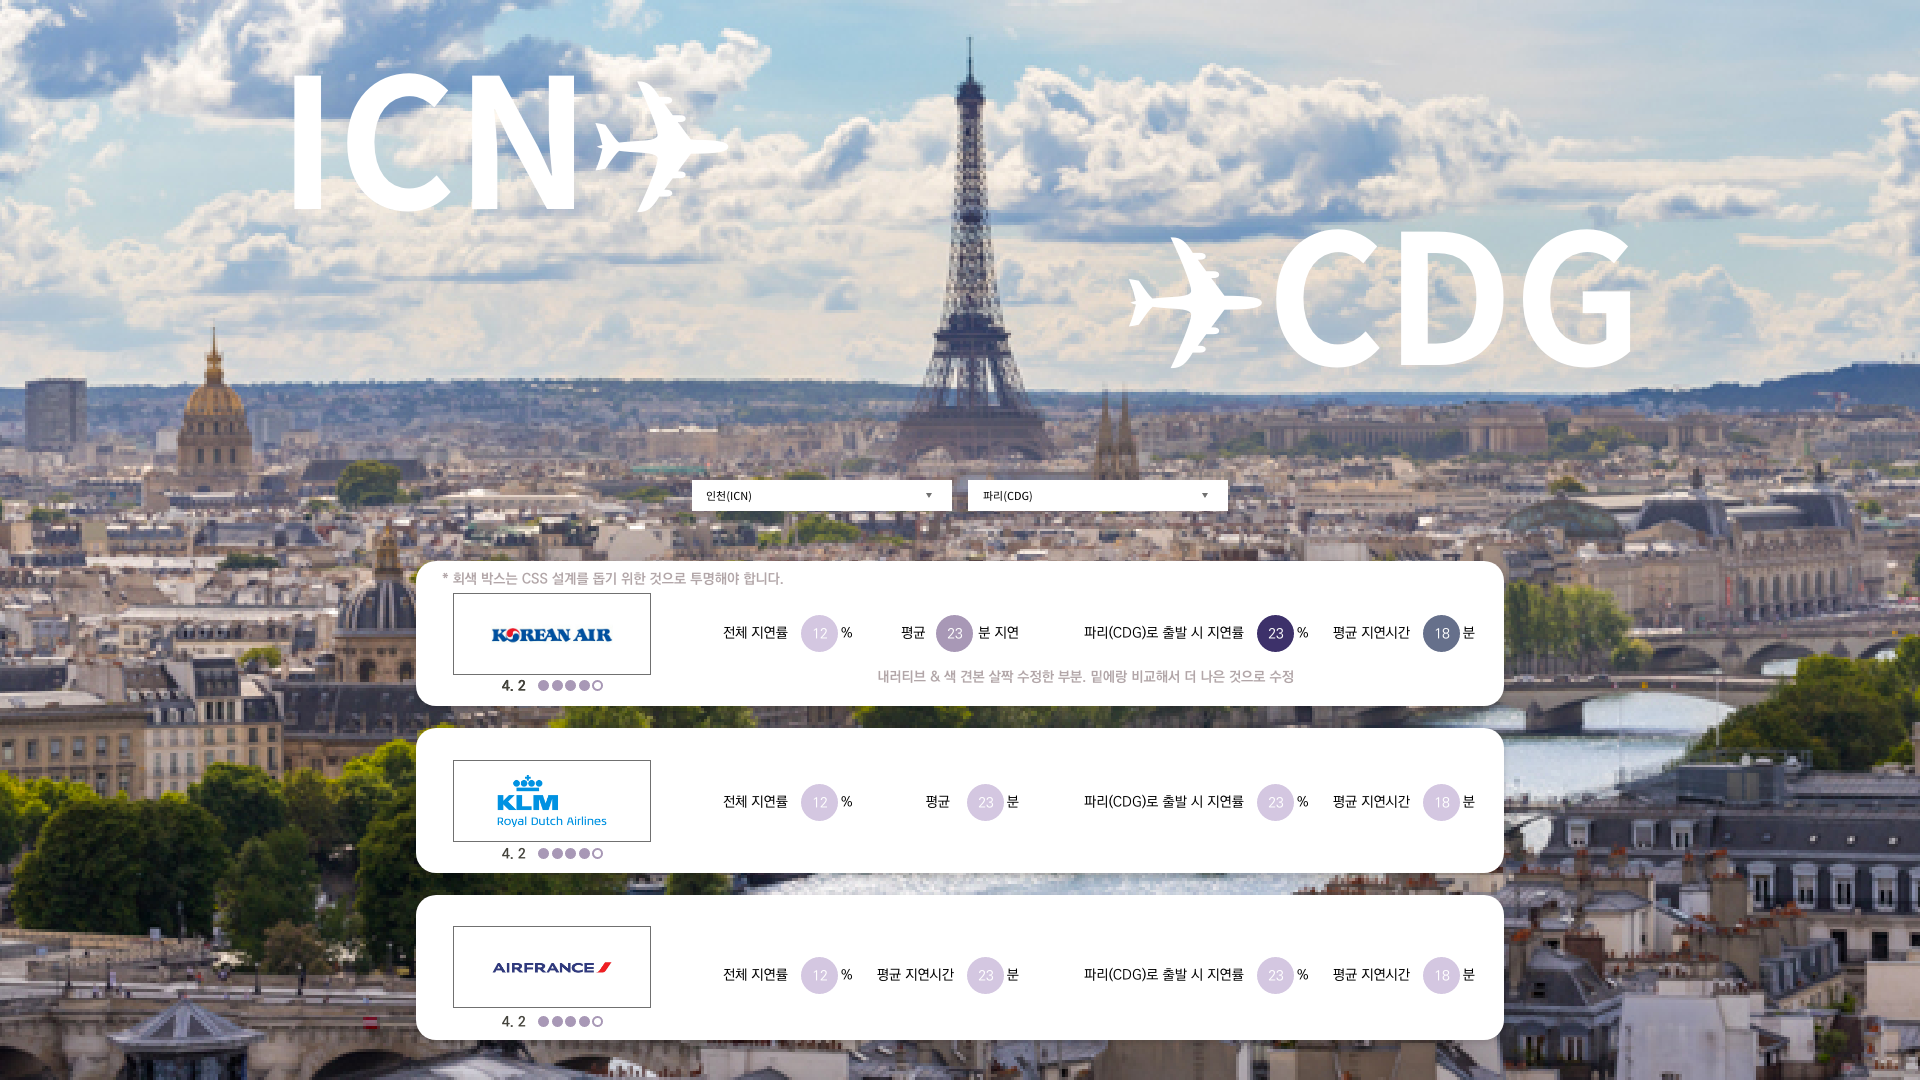 ICN
CDG
인천(ICN) ▼
파리(CDG) ▼
* 회색 박스는 CSS 설계를 돕기 위한 것으로 투명해야 합니다.
KOREAN AIR
4. 2
전체 지연률 12 % 평균 23 분 지연 파리(CDG)로 출발 시 지연률 23 % 평균 지연시간 18 분
내러티브 & 색 견본 살짝 수정한 부분. 밑에랑 비교해서 더 나은 것으로 수정
KLM
Royal Dutch Airlines
4. 2
전체 지연률 12 % 평균 23 분 파리(CDG)로 출발 시 지연률 23 % 평균 지연시간 18 분
AIRFRANCE
4. 2
전체 지연률 12 % 평균 지연시간 23 분 파리(CDG)로 출발 시 지연률 23 % 평균 지연시간 18 분